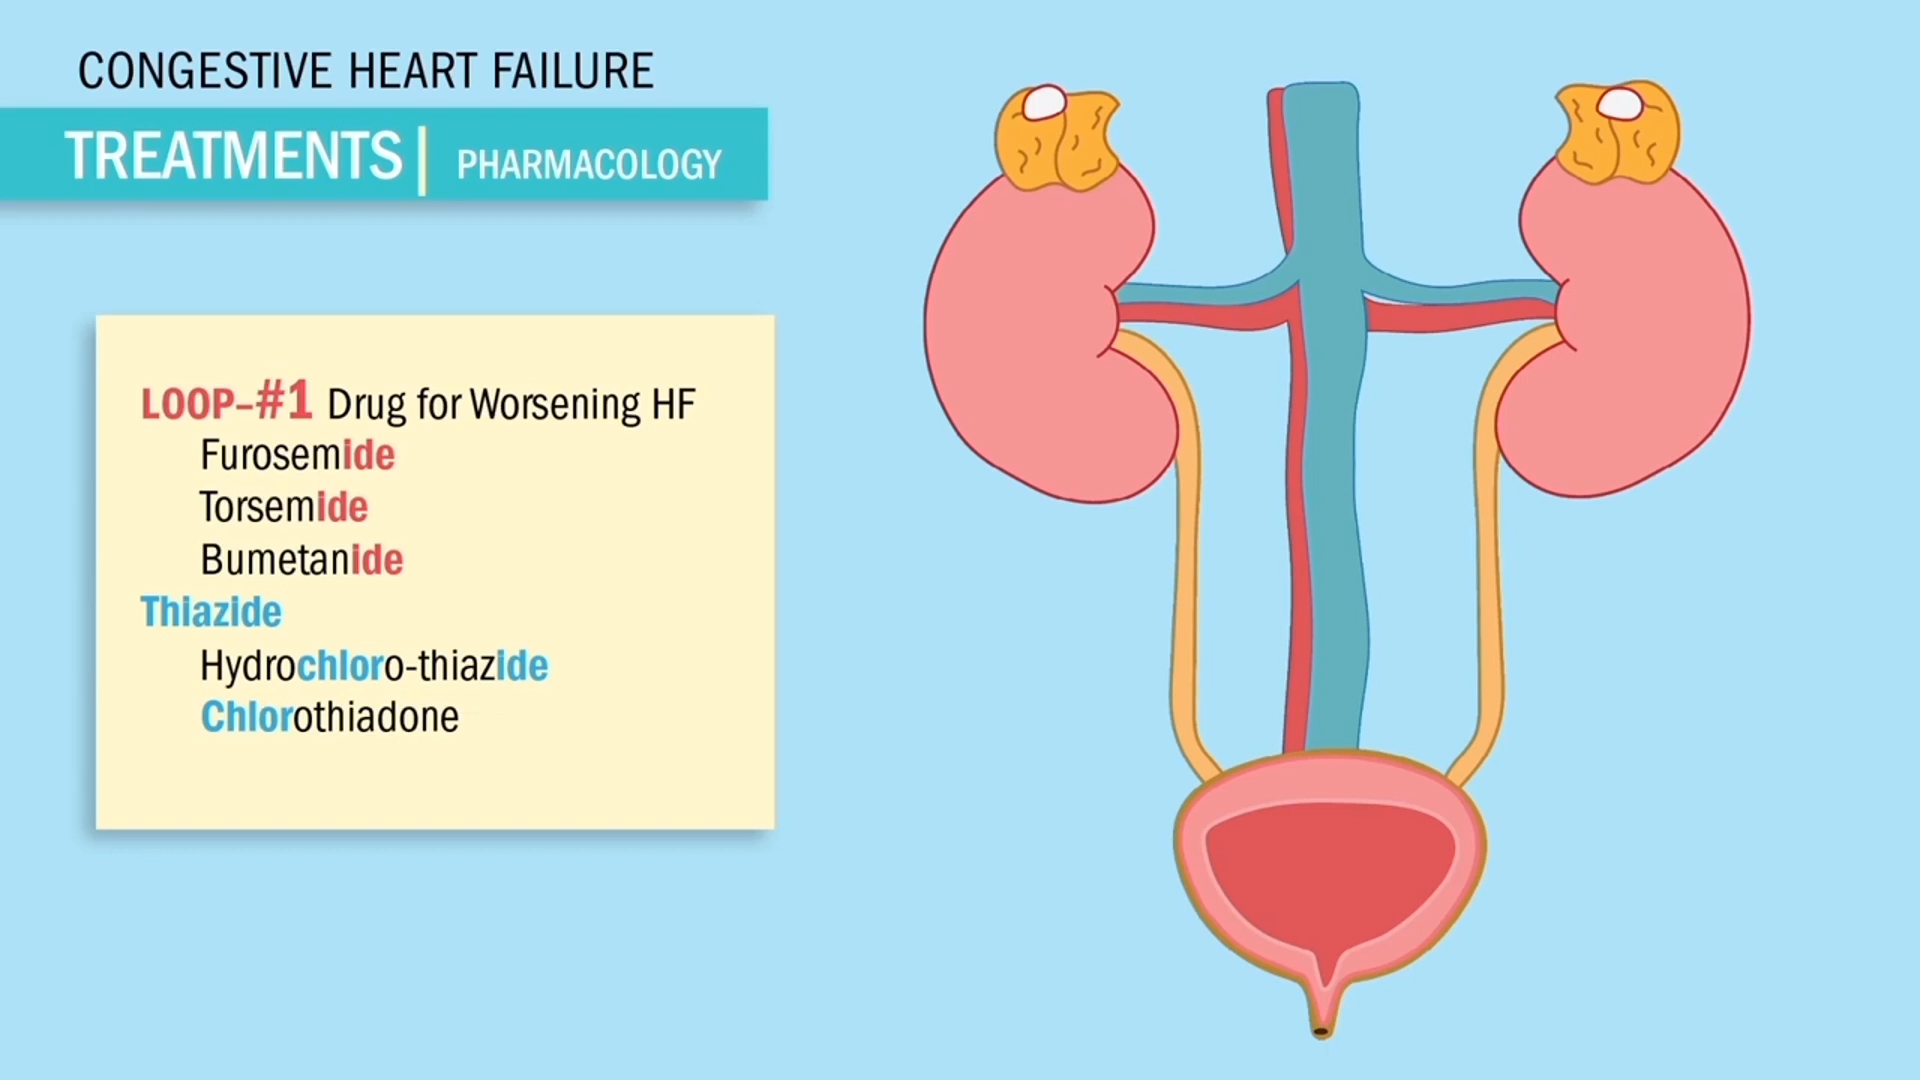 CONGESTIVE HEART FAILURE
TREATMENTS | PHARMACOLOGY
LOOP–#1 Drug for Worsening HF
Furosemide
Torsemide
Bumetanide
Thiazide
Hydrochloro-thiazide
Chlorothiadone